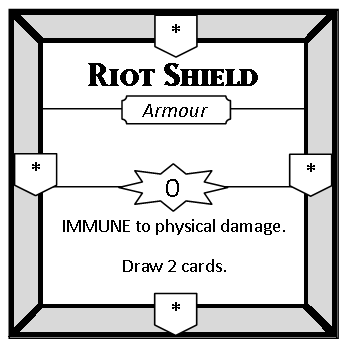 *
RIOT SHIELD
Armour
* *
0
IMMUNE to physical damage.
Draw 2 cards.
*